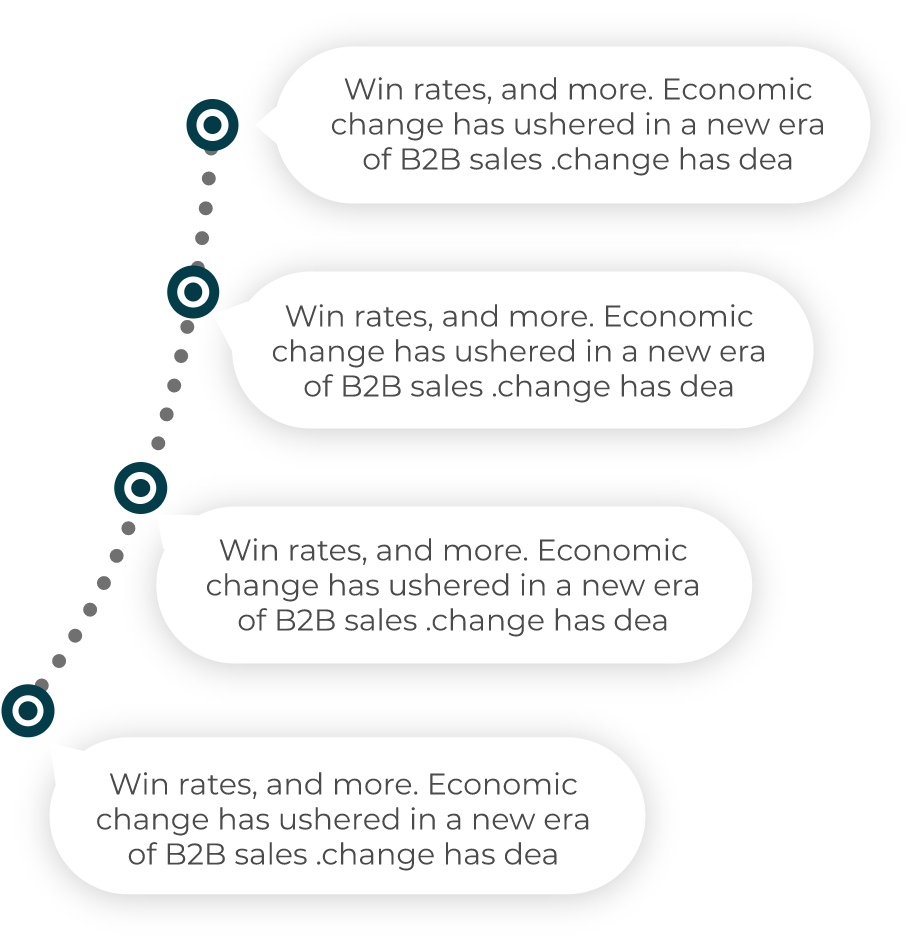 Win rates, and more. Economic
change has ushered in a new era
of B2B sales .change has dea
Win rates, and more. Economic
change has ushered in a new era
of B2B sales .change has dea
Win rates, and more. Economic
change has ushered in a new era
of B2B sales .change has dea
Win rates, and more. Economic
change has ushered in a new era
of B2B sales .change has dea